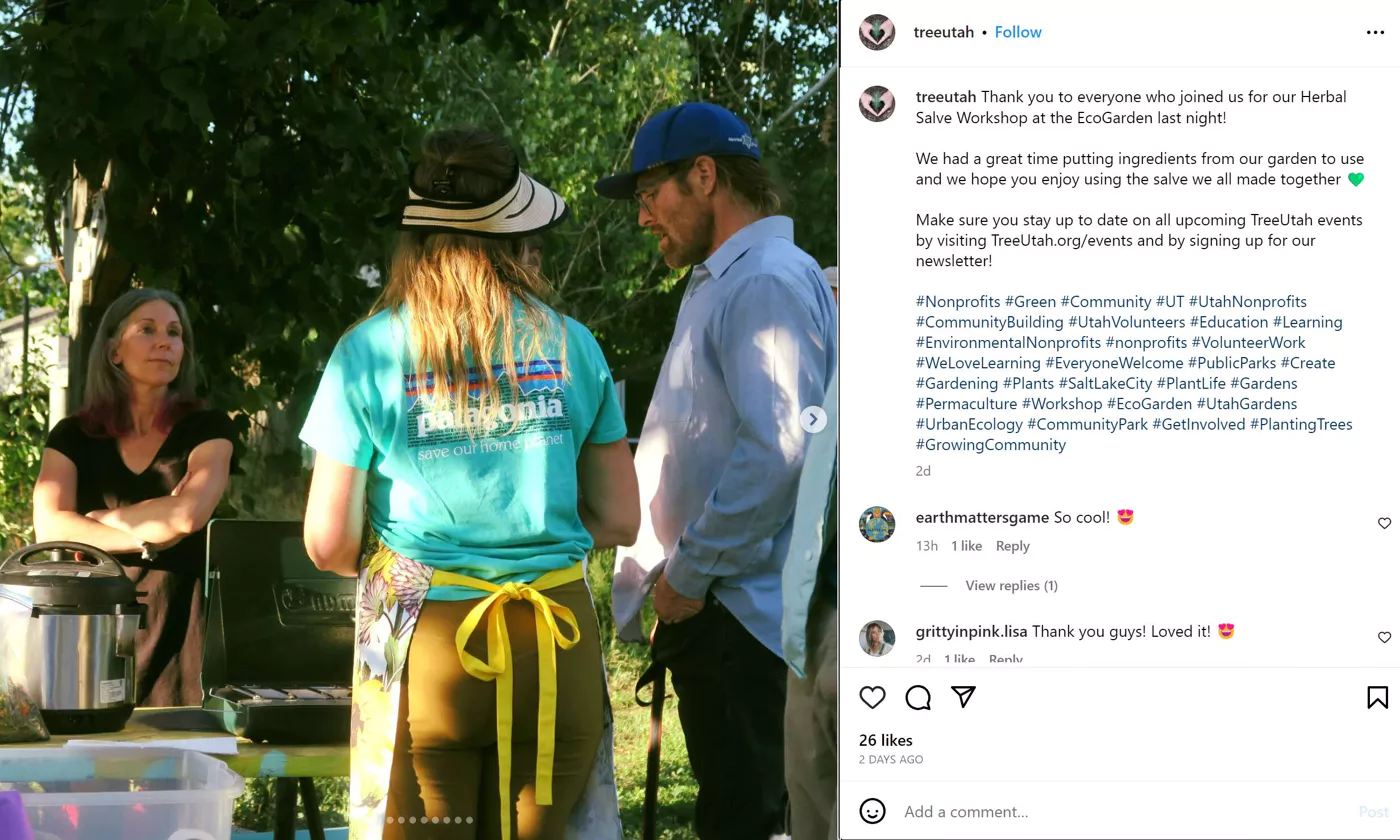 patagonia
save our home planet
treeutah • Follow
treeutah Thank you to everyone who joined us for our Herbal
Salve Workshop at the EcoGarden last night!
We had a great time putting ingredients from our garden to use
and we hope you enjoy using the salve we all made together 💚
Make sure you stay up to date on all upcoming TreeUtah events
by visiting TreeUtah.org/events and by signing up for our
newsletter!
#Nonprofits #Green #Community #UT #UtahNonprofits
#CommunityBuilding #UtahVolunteers #Education #Learning
#EnvironmentalNonprofits #nonprofits #VolunteerWork
#WeLoveLearning #EveryoneWelcome #PublicParks #Create
#Gardening #Plants #SaltLakeCity #PlantLife #Gardens
#Permaculture #Workshop #EcoGarden #UtahGardens
#UrbanEcology #CommunityPark #GetInvolved #PlantingTrees
#GrowingCommunity
2d
earthmattersgame So cool! 😍
13h 1 like Reply
View replies (1)
grittyinpink.lisa Thank you guys! Loved it! 😍
2d 1 like Reply
26 likes
2 DAYS AGO
Add a comment...
Post